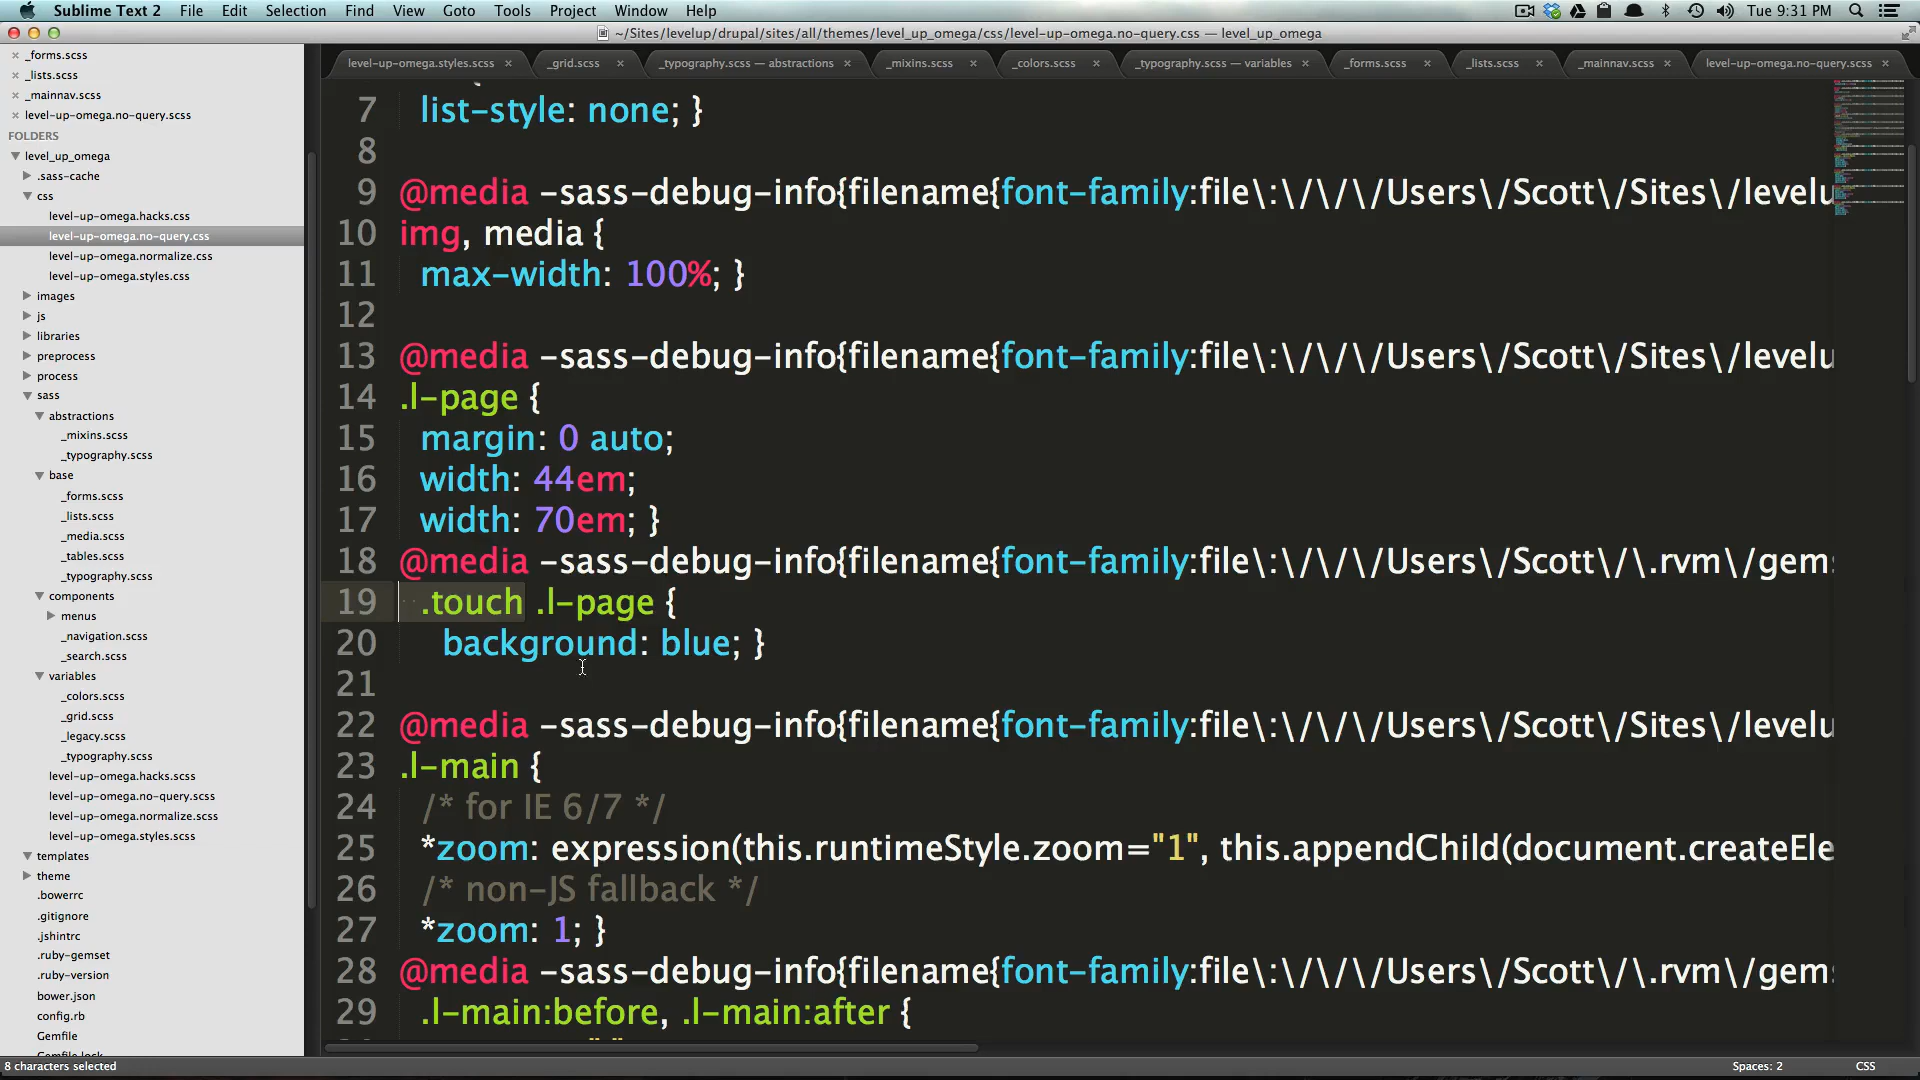 Sublime Text 2 File Edit Selection Find View Goto Tools Project Window Help Tue 9:31 PM
~/Sites/levelup/drupal/sites/all/themes/level_up_omega/css/level-up-omega.no-query.css — level_up_omega
level-up-omega.styles.scss × _grid.scss × _typography.scss — abstractions × _mixins.scss × _colors.scss × _typography.scss — variables × _forms.scss × _lists.scss × _mainnav.scss × level-up-omega.no-query.css ×
× _forms.scss
× _lists.scss
× _mainnav.scss
× level-up-omega.no-query.scss
FOLDERS
level_up_omega
.sass-cache
css
level-up-omega.hacks.css
level-up-omega.no-query.css
level-up-omega.normalize.css
level-up-omega.styles.css
images
js
libraries
preprocess
process
sass
abstractions
_mixins.scss
_typography.scss
base
_forms.scss
_lists.scss
_media.scss
_tables.scss
_typography.scss
components
menus
_navigation.scss
_search.scss
variables
_colors.scss
_grid.scss
_legacy.scss
_typography.scss
level-up-omega.hacks.scss
level-up-omega.no-query.scss
level-up-omega.normalize.scss
level-up-omega.styles.scss
templates
theme
.bowerrc
.gitignore
.jshintrc
.ruby-gemset
.ruby-version
bower.json
config.rb
Gemfile
Gemfile.lock
7 list-style: none; }
8
9 @media -sass-debug-info{filename{font-family:file\:\/\/\/Users\/Scott\/Sites\/levelu
10 img, media {
11 max-width: 100%; }
12
13 @media -sass-debug-info{filename{font-family:file\:\/\/\/Users\/Scott\/Sites\/levelu
14 .l-page {
15 margin: 0 auto;
16 width: 44em;
17 width: 70em; }
18 @media -sass-debug-info{filename{font-family:file\:\/\/\/Users\/Scott\/\.rvm\/gems
19 .touch .l-page {
20 background: blue; }
21
22 @media -sass-debug-info{filename{font-family:file\:\/\/\/Users\/Scott\/Sites\/levelu
23 .l-main {
24 /* for IE 6/7 */
25 *zoom: expression(this.runtimeStyle.zoom="1", this.appendChild(document.createEle
26 /* non-JS fallback */
27 *zoom: 1; }
28 @media -sass-debug-info{filename{font-family:file\:\/\/\/Users\/Scott\/\.rvm\/gems
29 .l-main:before, .l-main:after {
8 characters selected Spaces: 2 CSS